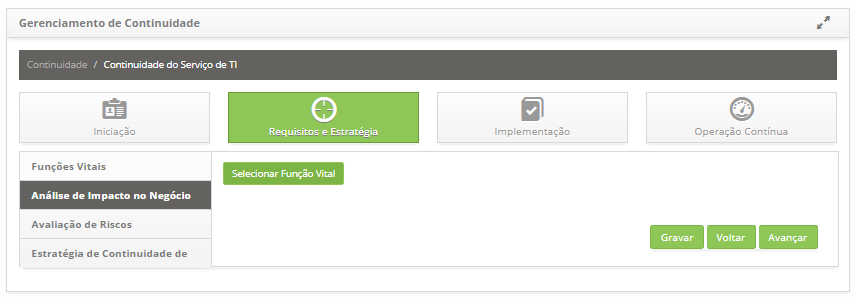 Gerenciamento de Continuidade
Continuidade / Continuidade do Serviço de TI
Iniciação
Requisitos e Estratégia
Implementação
Operação Contínua
Funções Vitais
Análise de Impacto no Negócio
Avaliação de Riscos
Estratégia de Continuidade de
Selecionar Função Vital
Gravar Voltar Avançar